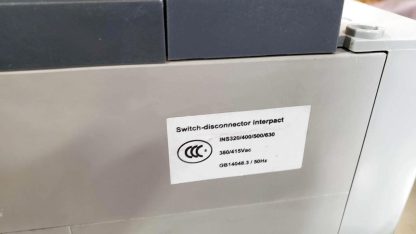 Switch-disconnector interpact
INS320/400/500/630
CCC
380/415Vac
GB14048.3 / 50Hz